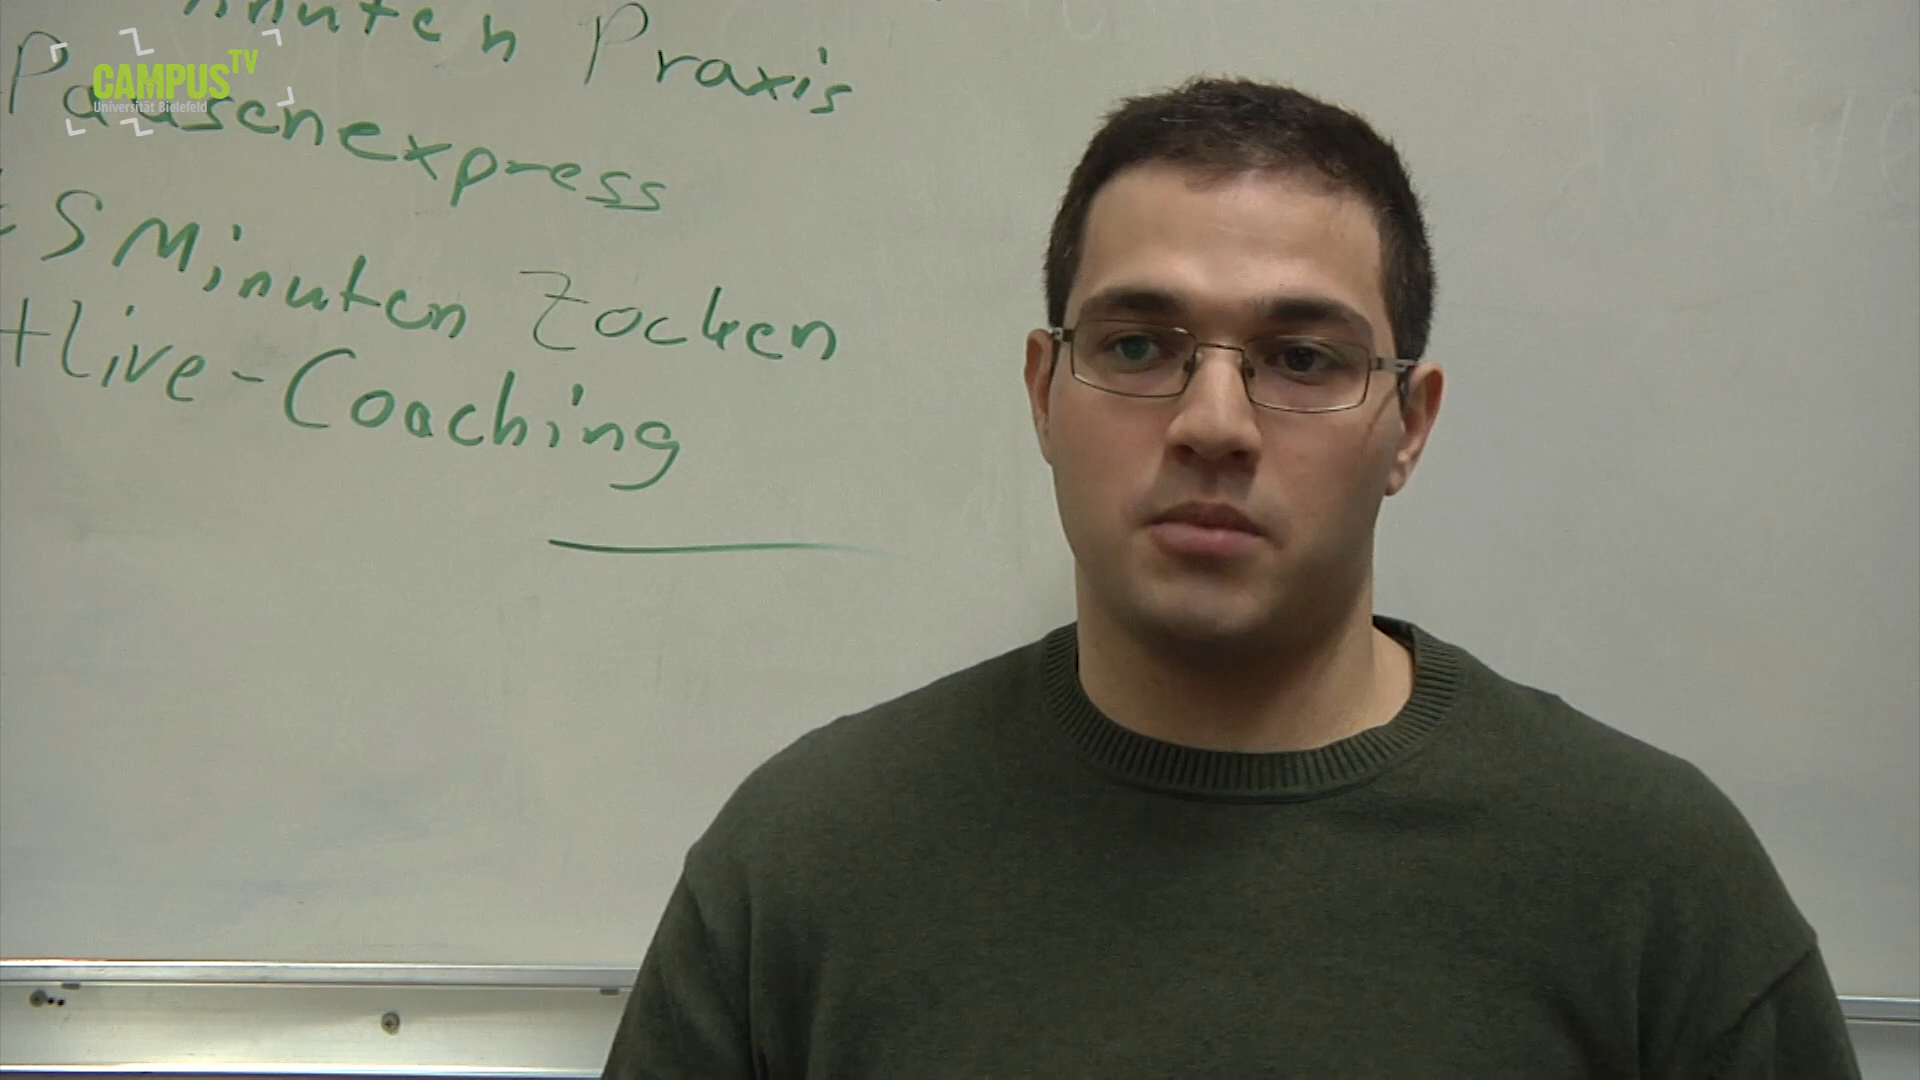 CAMPUS TV
Universität Bielefeld
Praxis
Pausenexpress
5 Minuten Zocken
+Live-Coaching